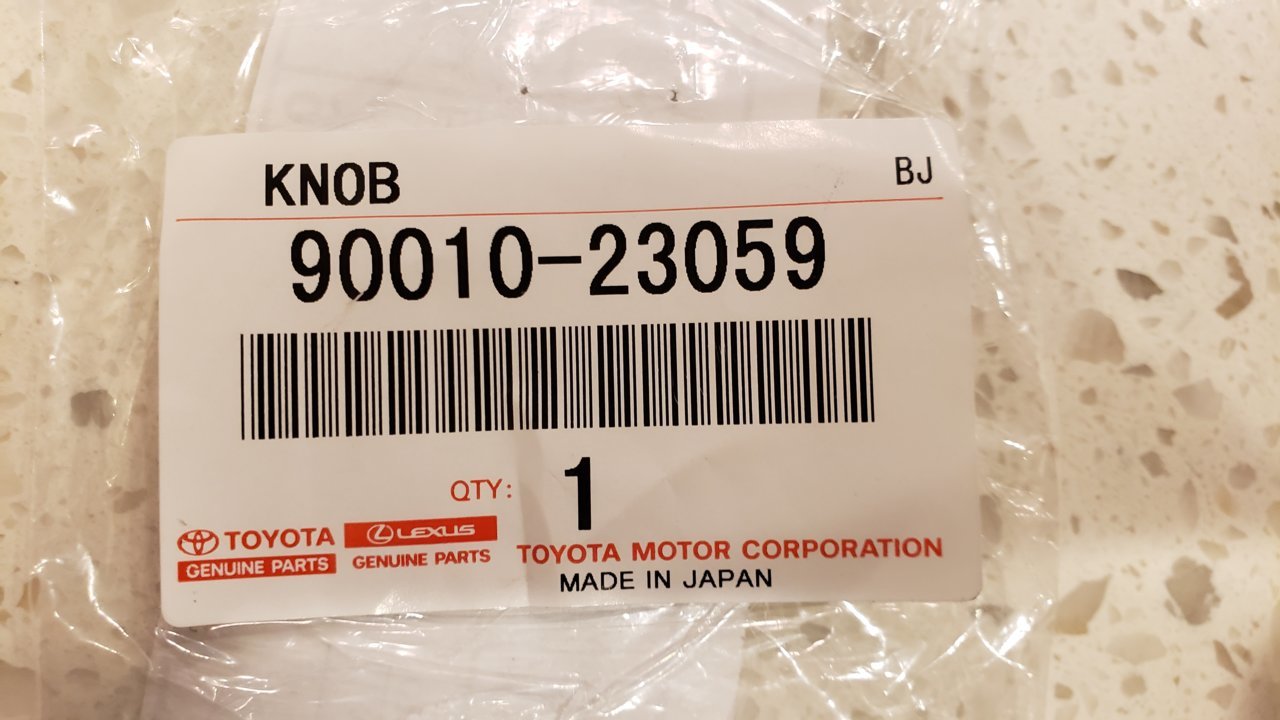 KNOB BJ
90010-23059
QTY: 1
TOYOTA LEXUS
GENUINE PARTS GENUINE PARTS
TOYOTA MOTOR CORPORATION
MADE IN JAPAN